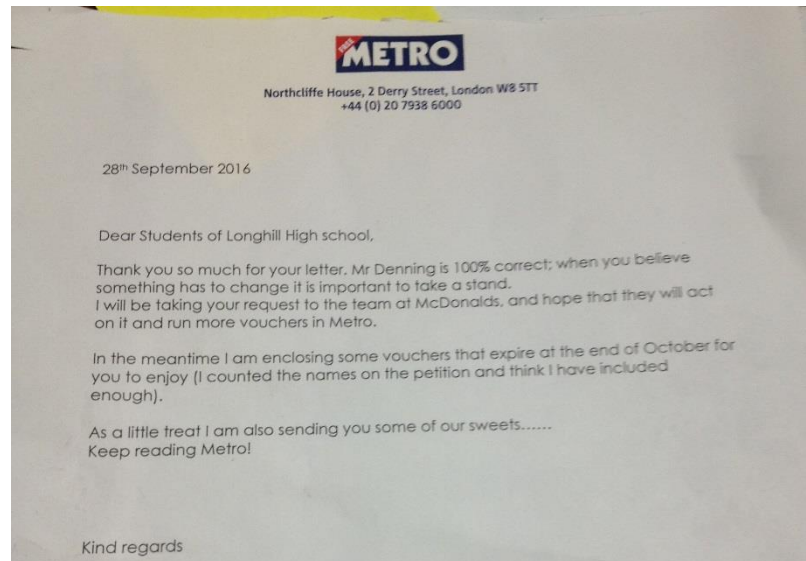 FREE
METRO
Northcliffe House, 2 Derry Street, London W8 5TT
+44 (0) 20 7938 6000
28th September 2016
Dear Students of Longhill High school,
Thank you so much for your letter. Mr Denning is 100% correct; when you believe
something has to change it is important to take a stand.
I will be taking your request to the team at McDonalds, and hope that they will act
on it and run more vouchers in Metro.
In the meantime I am enclosing some vouchers that expire at the end of October for
you to enjoy (I counted the names on the petition and think I have included
enough).
As a little treat I am also sending you some of our sweets......
Keep reading Metro!
Kind regards